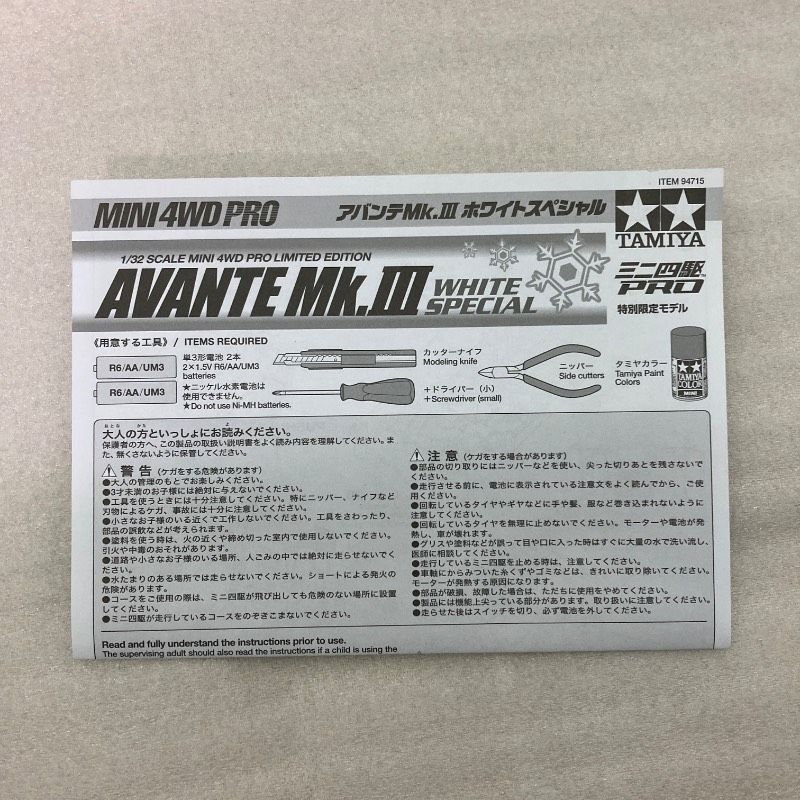 ITEM 94715
MINI 4WD PRO
アバンテMk.III ホワイトスペシャル
TAMIYA
1/32 SCALE MINI 4WD PRO LIMITED EDITION
AVANTE Mk.III
WHITE
SPECIAL
ミニ四駆
PRO
特別限定モデル
《用意する工具》 / ITEMS REQUIRED
R6/AA/UM3
R6/AA/UM3
単3形電池 2本
2×1.5V R6/AA/UM3
batteries
★ニッケル水素電池は
使用できません。
★Do not use Ni-MH batteries.
カッターナイフ
Modeling knife
+ドライバー（小）
+Screwdriver (small)
ニッパー
Side cutters
タミヤカラー
Tamiya Paint
Colors
TAMIYA
COLOR
MINI
おとな かた よ
大人の方といっしょにお読みください。
保護者の方へ、この製品の取扱い説明書をよく読み内容を理解してください。ま
た、無くさないように保管してください。
警告（ケガをする危険があります）
●大人の管理のもとでお楽しみください。
●3才未満のお子様には絶対に与えないでください。
●工具を使うときには十分注意してください。特にニッパー、ナイフなど
刃物によるケガ、事故には十分に注意してください。
●小さなお子様のいる近くで工作しないでください。工具をさわったり、
部品の誤飲などが考えられます。
●塗料を使う時は、火の近くや締め切った室内で使用しないでください。
引火や中毒のおそれがあります。
●道路や小さなお子様のいる場所、人ごみの中では絶対に走らせないでくだ
さい。
●水たまりのある場所では走らせないでください。ショートによる発火の
危険があります。
●コースをご使用の際は、ミニ四駆が飛び出しても危険のない場所に設置
してください。
●ミニ四駆が走行しているコースをのぞきこまないでください。
注意（ケガをする場合があります）
●部品の切り取りにはニッパーなどを使い、尖った切りあとを残さないで
ください。
●走行させる前に、電池に表示されている注意文をよく読んでから、ご使
用ください。
●回転しているタイヤやギヤなどに手や髪、服など巻き込まれないように
注意してください。
●回転しているタイヤを無理に止めないでください。モーターや電池が発
熱し、車が壊れます。
●グリスや塗料などが誤って目や口に入った時はすぐに大量の水で洗い流し、
医師に相談してください。
●走行しているミニ四駆を止める時は、注意してください。
●車軸にからみついた糸くずやゴミなどは、きれいに取り除いてください。
モーターが発熱する原因になります。
●部品が破損、故障した場合は、ただちに使用をやめてください。
●製品には機能上尖っている部分があります。取り扱いに注意してください。
●走らせた後はスイッチを切り、必ず電池を外してください。
Read and fully understand the instructions prior to use.
The supervising adult should also read the instructions if a child is using the